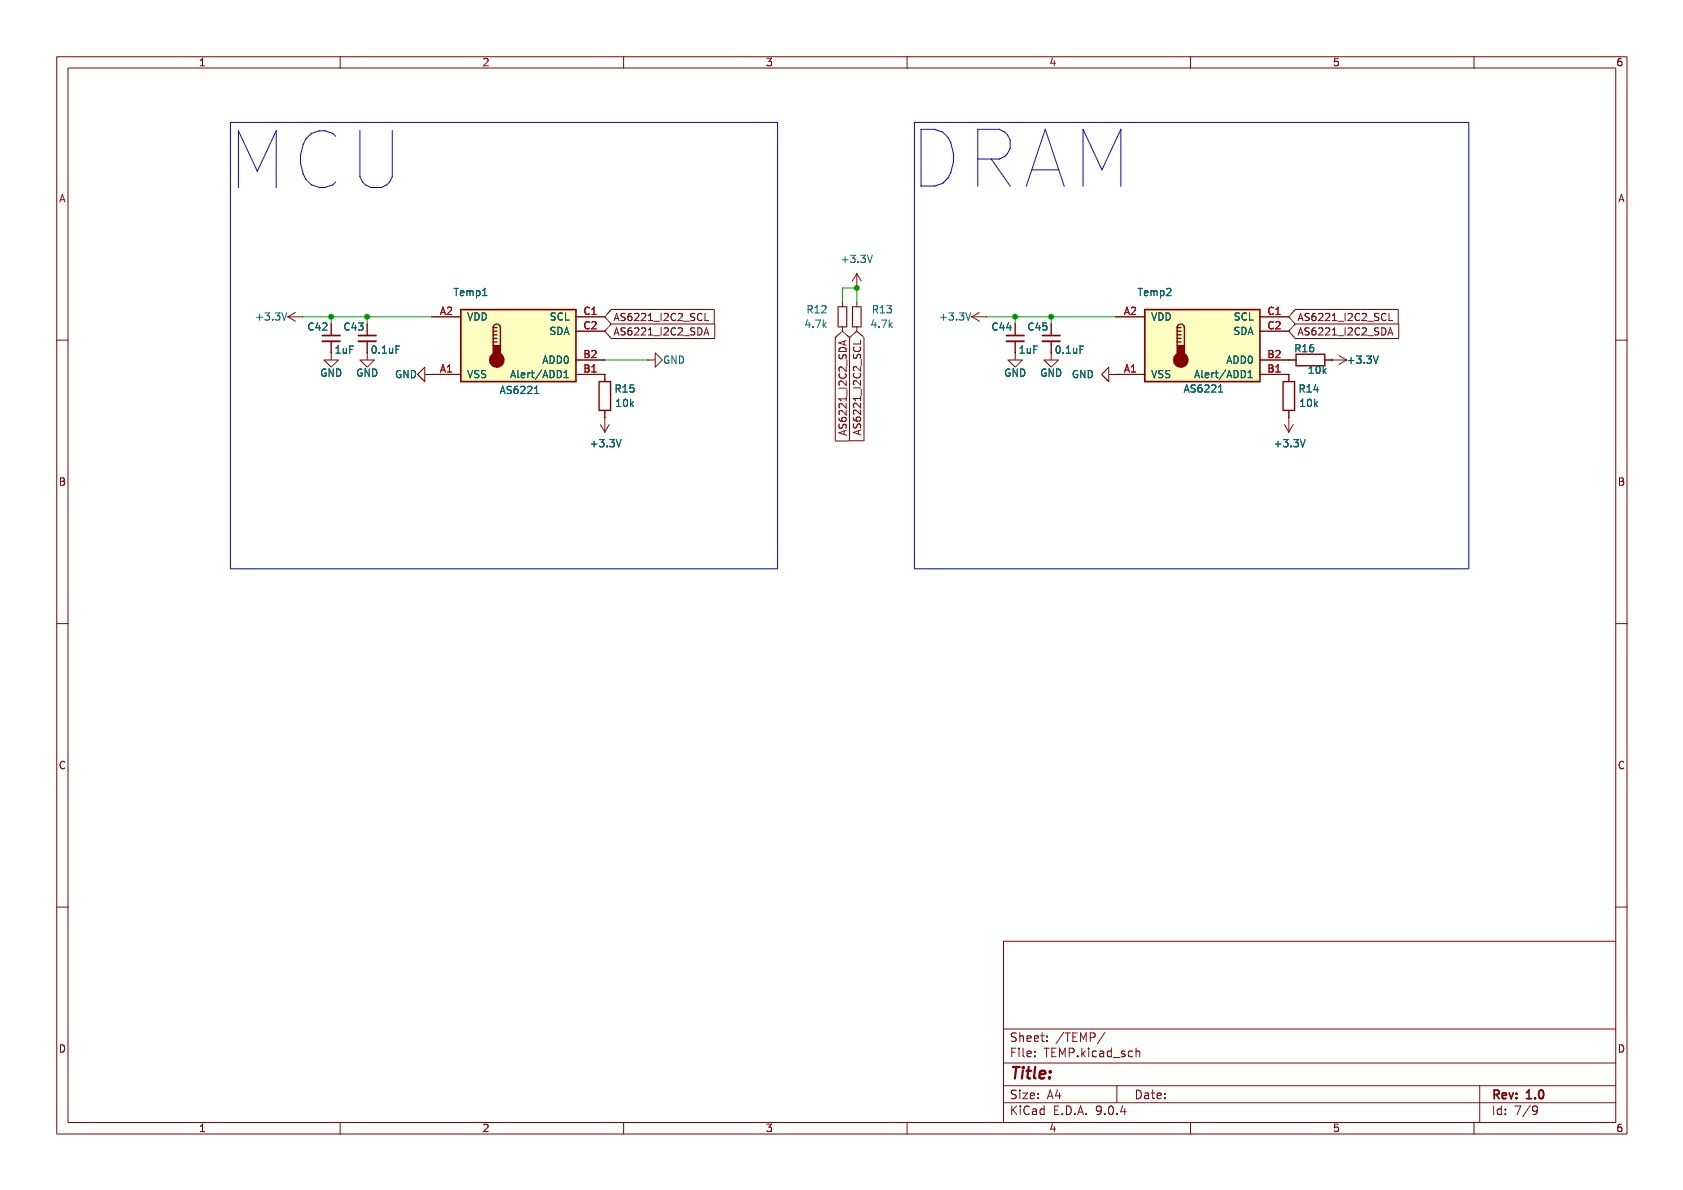 1 2 3 4 5 6
MCU
DRAM
A
A
+3.3V
Temp1
Temp2
+3.3V
C42
1uF
C43
0.1uF
GND
GND
A2
VDD
SCL
C1
AS6221_I2C2_SCL
SDA
C2
AS6221_I2C2_SDA
ADD0
B2
GND
GND
A1
VSS
Alert/ADD1
B1
AS6221
R15
10k
+3.3V
R12
4.7k
R13
4.7k
AS6221_I2C2_SDA
AS6221_I2C2_SCL
+3.3V
C44
1uF
C45
0.1uF
GND
GND
A2
VDD
SCL
C1
AS6221_I2C2_SCL
SDA
C2
AS6221_I2C2_SDA
ADD0
B2
R16
10k
+3.3V
GND
A1
VSS
Alert/ADD1
B1
AS6221
R14
10k
+3.3V
B
B
C
C
D
D
Sheet: /TEMP/
File: TEMP.kicad_sch
Title:
Size: A4
Date:
Rev: 1.0
KiCad E.D.A. 9.0.4
Id: 7/9
1 2 3 4 5 6